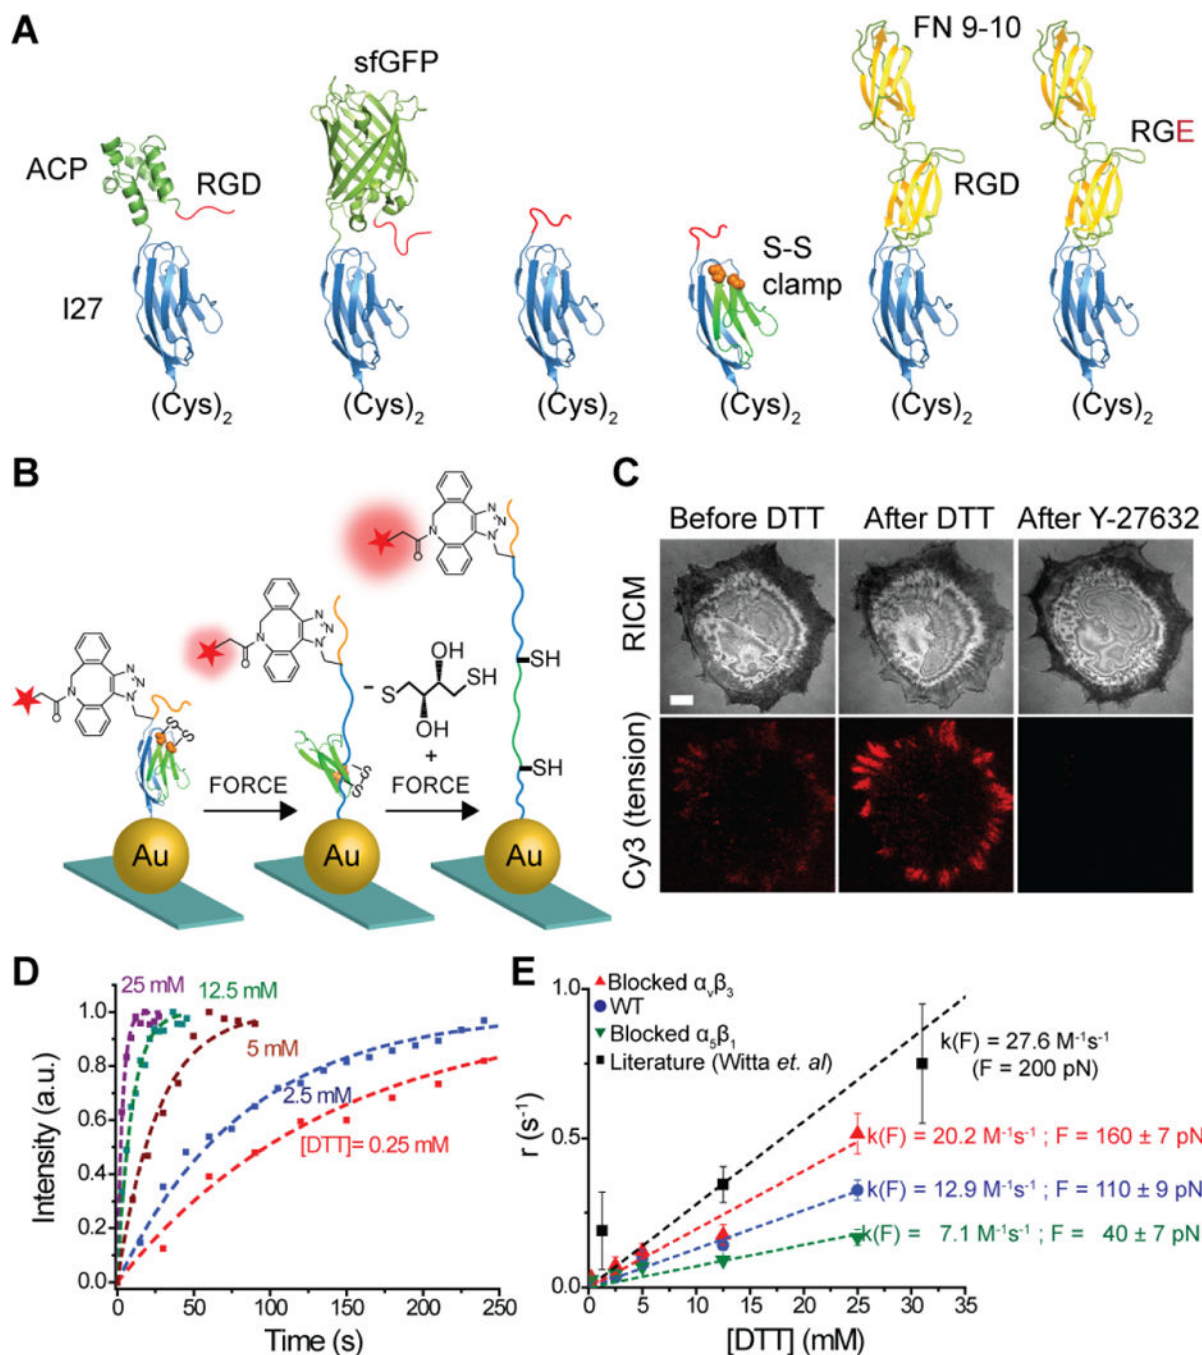 A
ACP
RGD
sfGFP
FN 9-10
RGD
RGE
I27
S-S
clamp
(Cys)₂
(Cys)₂
(Cys)₂
(Cys)₂
(Cys)₂
(Cys)₂
B
N
O
N
N
N
S
S
Au
FORCE
N
O
N
N
N
S
S
Au
OH
SH
⁻S
OH
+
FORCE
N
O
N
N
N
SH
SH
Au
C
Before DTT
After DTT
After Y-27632
RICM
Cy3 (tension)
D
Intensity (a.u.)
1.0
0.8
0.6
0.4
0.2
0.0
25 mM
12.5 mM
5 mM
2.5 mM
[DTT]= 0.25 mM
0 50 100 150 200 250
Time (s)
E
r (s⁻¹)
1.0
0.5
0.0
Blocked αᵥβ₃
WT
Blocked α₅β₁
Literature (Witta et. al)
k(F) = 27.6 M⁻¹s⁻¹
(F = 200 pN)
k(F) = 20.2 M⁻¹s⁻¹ ; F = 160 ± 7 pN
k(F) = 12.9 M⁻¹s⁻¹ ; F = 110 ± 9 pN
k(F) = 7.1 M⁻¹s⁻¹ ; F = 40 ± 7 pN
0 5 10 15 20 25 30 35
[DTT] (mM)